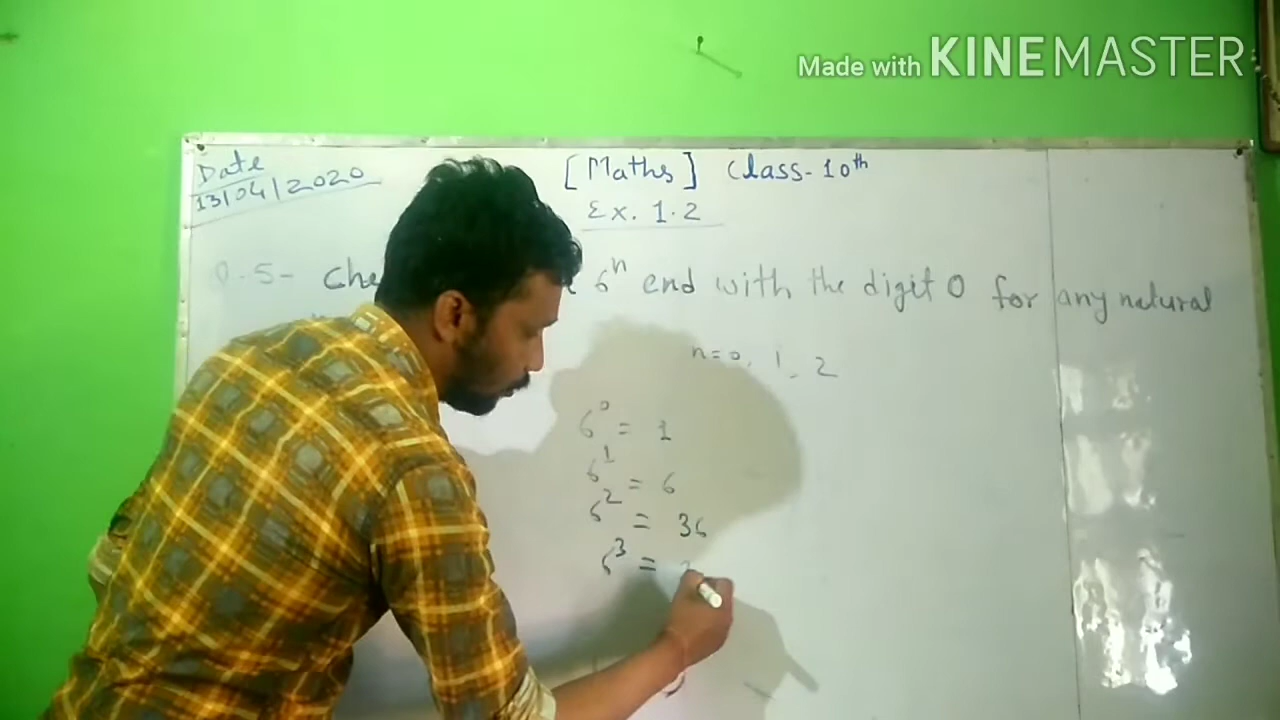 Made with KINEMASTER
Date
13/04/2020
[Maths] Class-10th
Ex. 1.2
Q.5- Che 6ⁿ end with the digit 0 for any natural
n=0, 1, 2
6⁰ = 1
6¹ = 6
6² = 36
6³ =